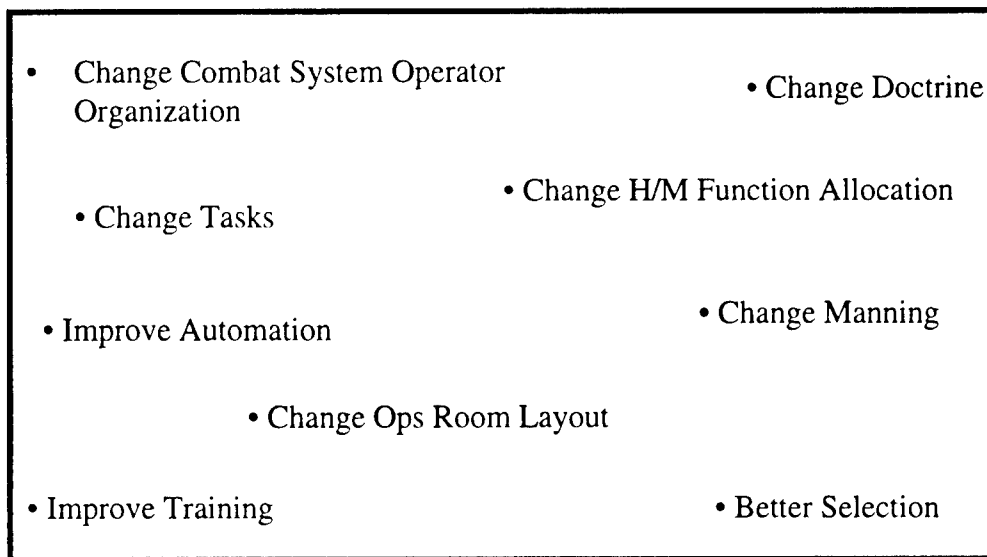 • Change Combat System Operator
Organization
• Change Doctrine
• Change H/M Function Allocation
• Change Tasks
• Change Manning
• Improve Automation
• Change Ops Room Layout
• Improve Training
• Better Selection